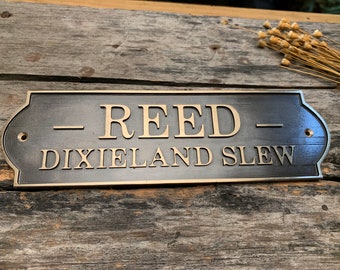 — REED —
DIXIELAND SLEW